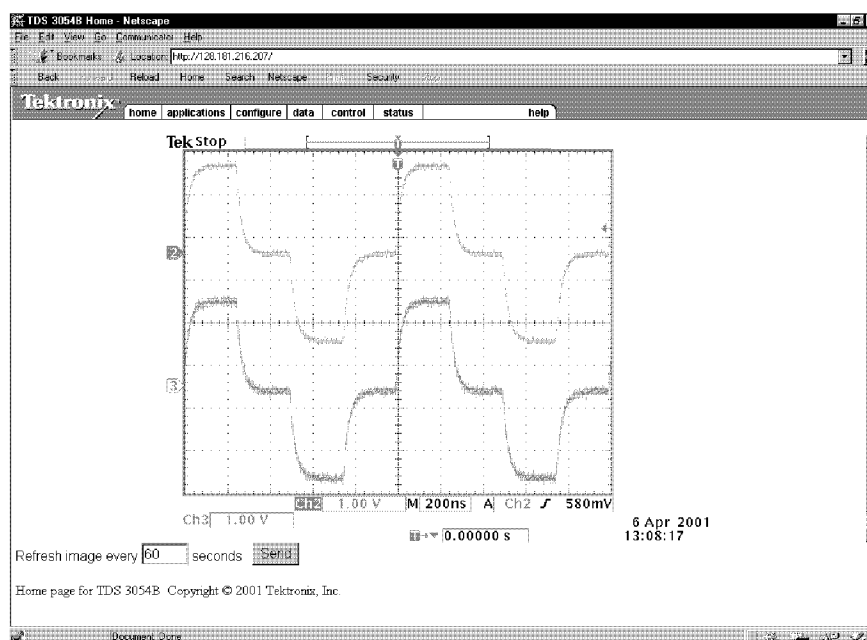 TDS 3054B Home - Netscape
File Edit View Go Communicator Help
Bookmarks Location: http://128.181.216.207/
Back Reload Home Search Netscape Security
Tektronix home applications configure data control status help
Tek Stop
T
2
3
Ch2 1.00 V M 200ns A Ch2 580mV
Ch3 1.00 V
0.00000 s
6 Apr 2001
13:08:17
Refresh image every 60 seconds Send
Home page for TDS 3054B Copyright © 2001 Tektronix, Inc.
Document: Done